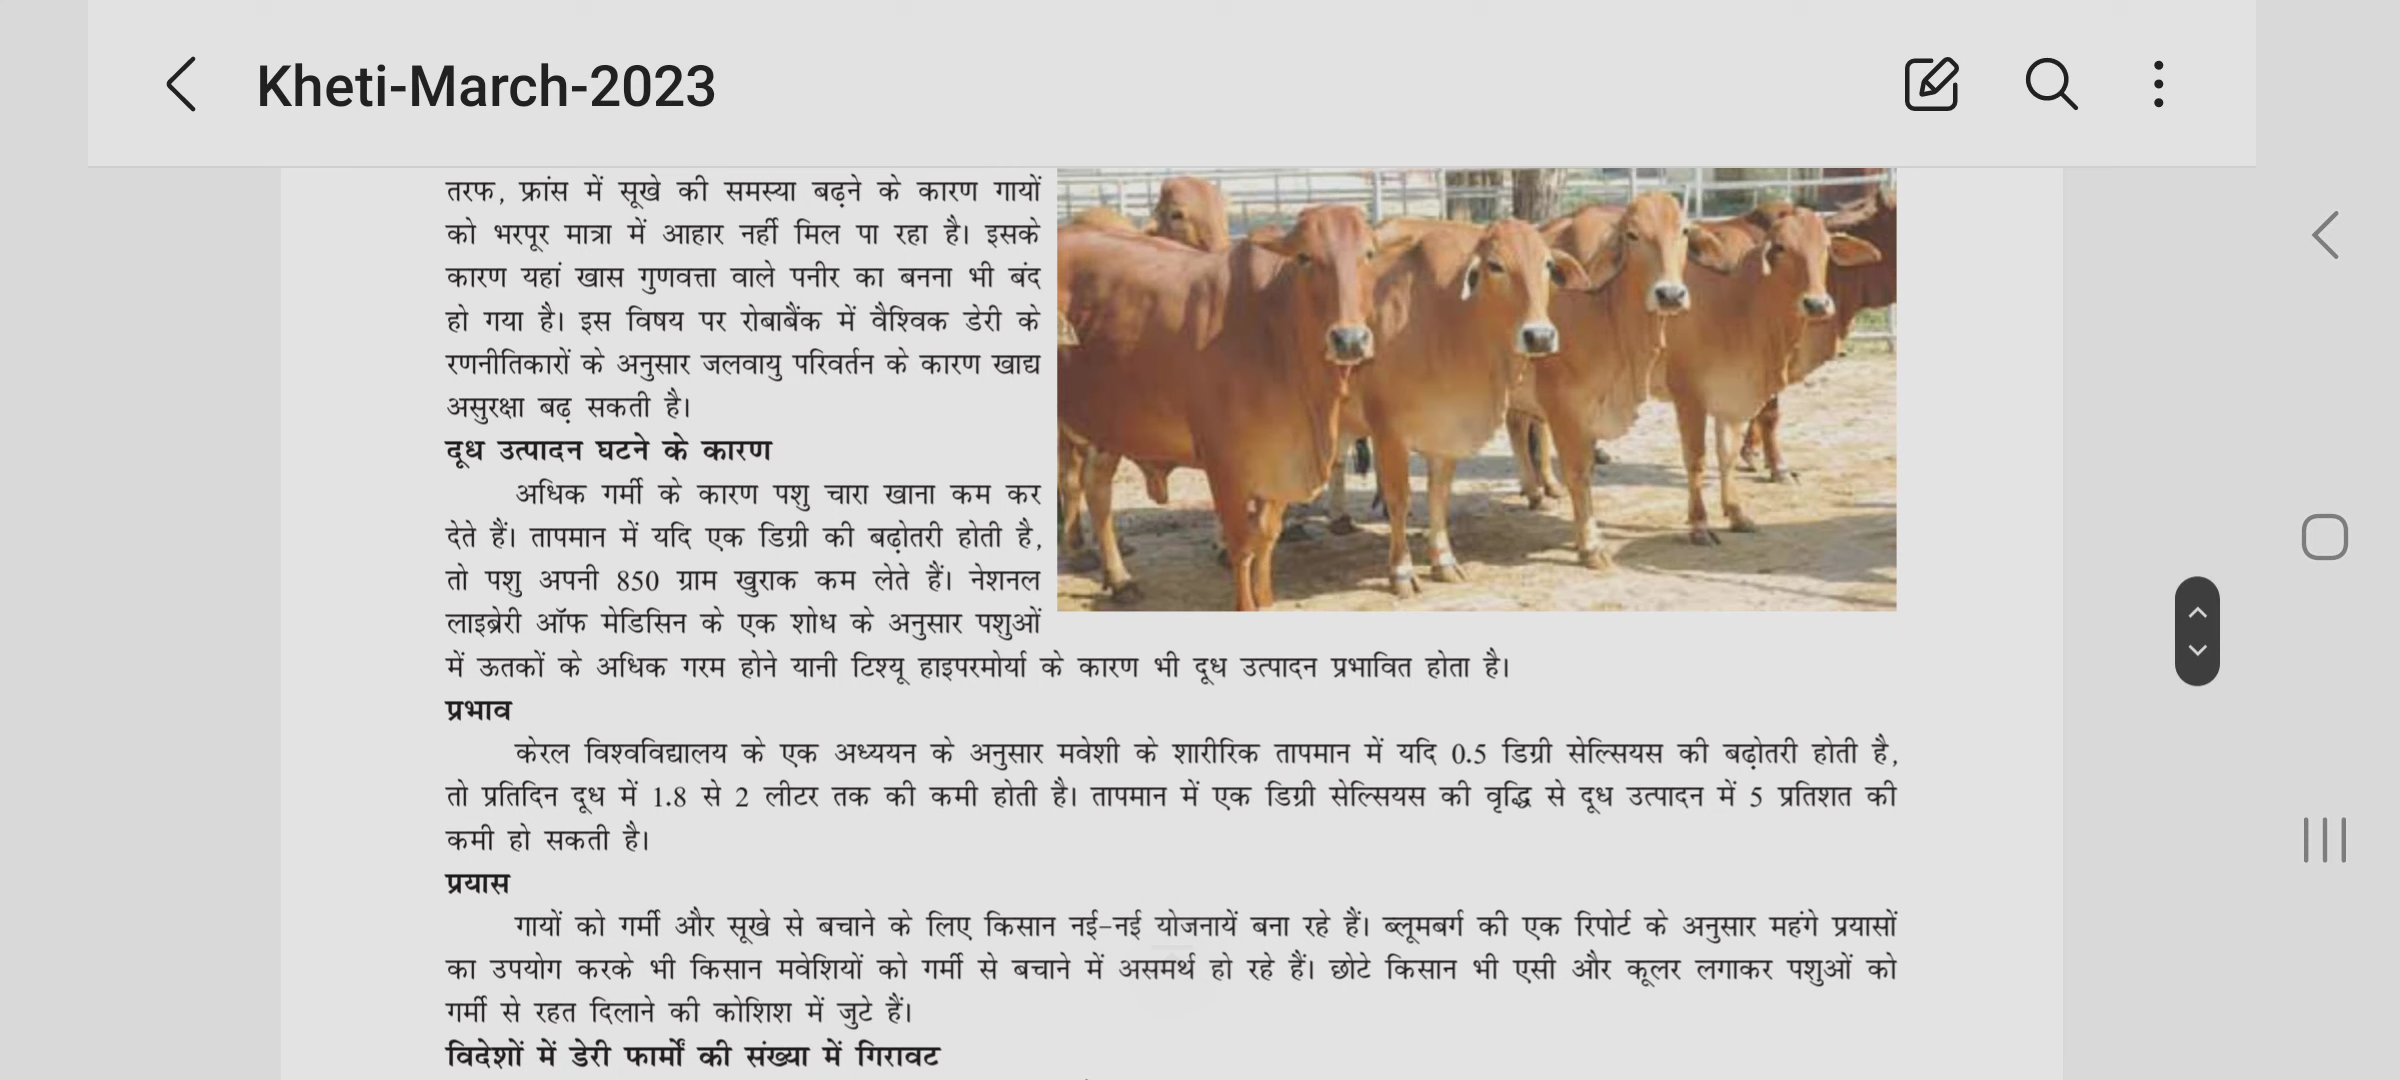 Kheti-March-2023
तरफ, फ्रांस में सूखे की समस्या बढ़ने के कारण गायों
को भरपूर मात्रा में आहार नहीं मिल पा रहा है। इसके
कारण यहां खास गुणवत्ता वाले पनीर का बनना भी बंद
हो गया है। इस विषय पर रोबाबैंक में वैश्विक डेरी के
रणनीतिकारों के अनुसार जलवायु परिवर्तन के कारण खाद्य
असुरक्षा बढ़ सकती है।
दूध उत्पादन घटने के कारण
अधिक गर्मी के कारण पशु चारा खाना कम कर
देते हैं। तापमान में यदि एक डिग्री की बढ़ोतरी होती है,
तो पशु अपनी 850 ग्राम खुराक कम लेते हैं। नेशनल
लाइब्रेरी ऑफ मेडिसिन के एक शोध के अनुसार पशुओं
में ऊतकों के अधिक गरम होने यानी टिश्यू हाइपरमोर्या के कारण भी दूध उत्पादन प्रभावित होता है।
प्रभाव
केरल विश्वविद्यालय के एक अध्ययन के अनुसार मवेशी के शारीरिक तापमान में यदि 0.5 डिग्री सेल्सियस की बढ़ोतरी होती है,
तो प्रतिदिन दूध में 1.8 से 2 लीटर तक की कमी होती है। तापमान में एक डिग्री सेल्सियस की वृद्धि से दूध उत्पादन में 5 प्रतिशत की
कमी हो सकती है।
प्रयास
गायों को गर्मी और सूखे से बचाने के लिए किसान नई-नई योजनायें बना रहे हैं। ब्लूमबर्ग की एक रिपोर्ट के अनुसार महंगे प्रयासों
का उपयोग करके भी किसान मवेशियों को गर्मी से बचाने में असमर्थ हो रहे हैं। छोटे किसान भी एसी और कूलर लगाकर पशुओं को
गर्मी से रहत दिलाने की कोशिश में जुटे हैं।
विदेशों में डेरी फार्मों की संख्या में गिरावट